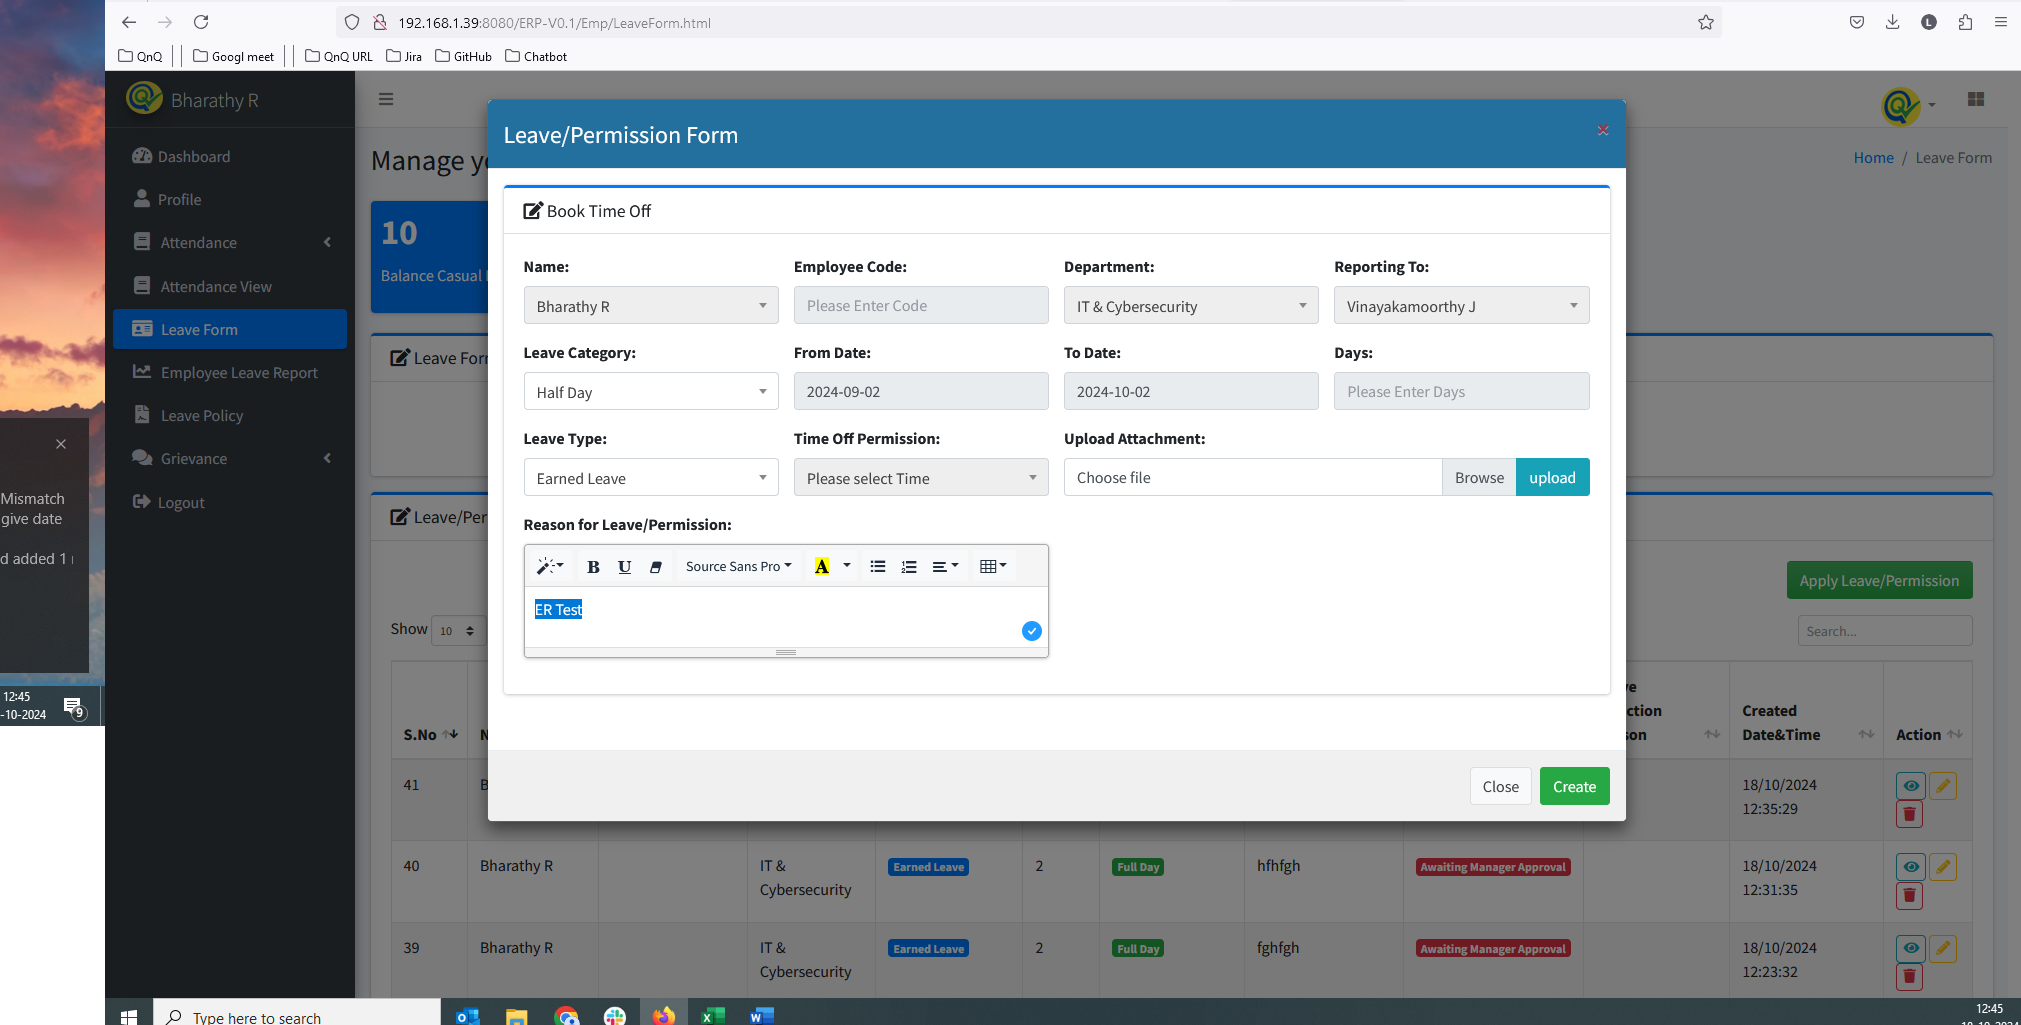 192.168.1.39:8080/ERP-V0.1/Emp/LeaveForm.html
L
QnQ
Googl meet
QnQ URL
Jira
GitHub
Chatbot
Bharathy R
Dashboard
Profile
Attendance
Attendance View
Leave Form
Employee Leave Report
Leave Policy
Grievance
Logout
Mismatch
give date
d added 1
12:45
-10-2024
9
Manage
Home / Leave Form
10
Balance Casual
Leave
Leave/Per
Apply Leave/Permission
Show 10
Search...
Leave/Permission Form
×
Book Time Off
Name: Employee Code: Department: Reporting To:
Bharathy R Please Enter Code IT & Cybersecurity Vinayakamoorthy J
Leave Category: From Date: To Date: Days:
Half Day 2024-09-02 2024-10-02 Please Enter Days
Leave Type: Time Off Permission: Upload Attachment:
Earned Leave Please select Time Choose file Browse upload
Reason for Leave/Permission:
B U Source Sans Pro A
ER Test
Close Create
S.No Created Date&Time Action
41 18/10/2024 12:35:29
40 Bharathy R IT & Cybersecurity Earned Leave 2 Full Day hfhfgh Awaiting Manager Approval 18/10/2024 12:31:35
39 Bharathy R IT & Cybersecurity Earned Leave 2 Full Day fghfgh Awaiting Manager Approval 18/10/2024 12:23:32
Type here to search
12:45